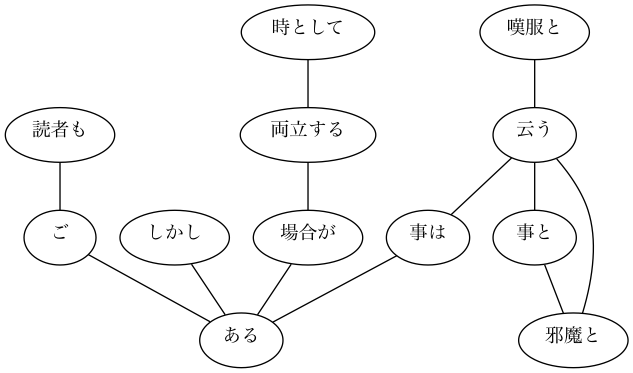 時として
嘆服と
読者も
両立する
云う
ご
しかし
場合が
事は
事と
ある
邪魔と